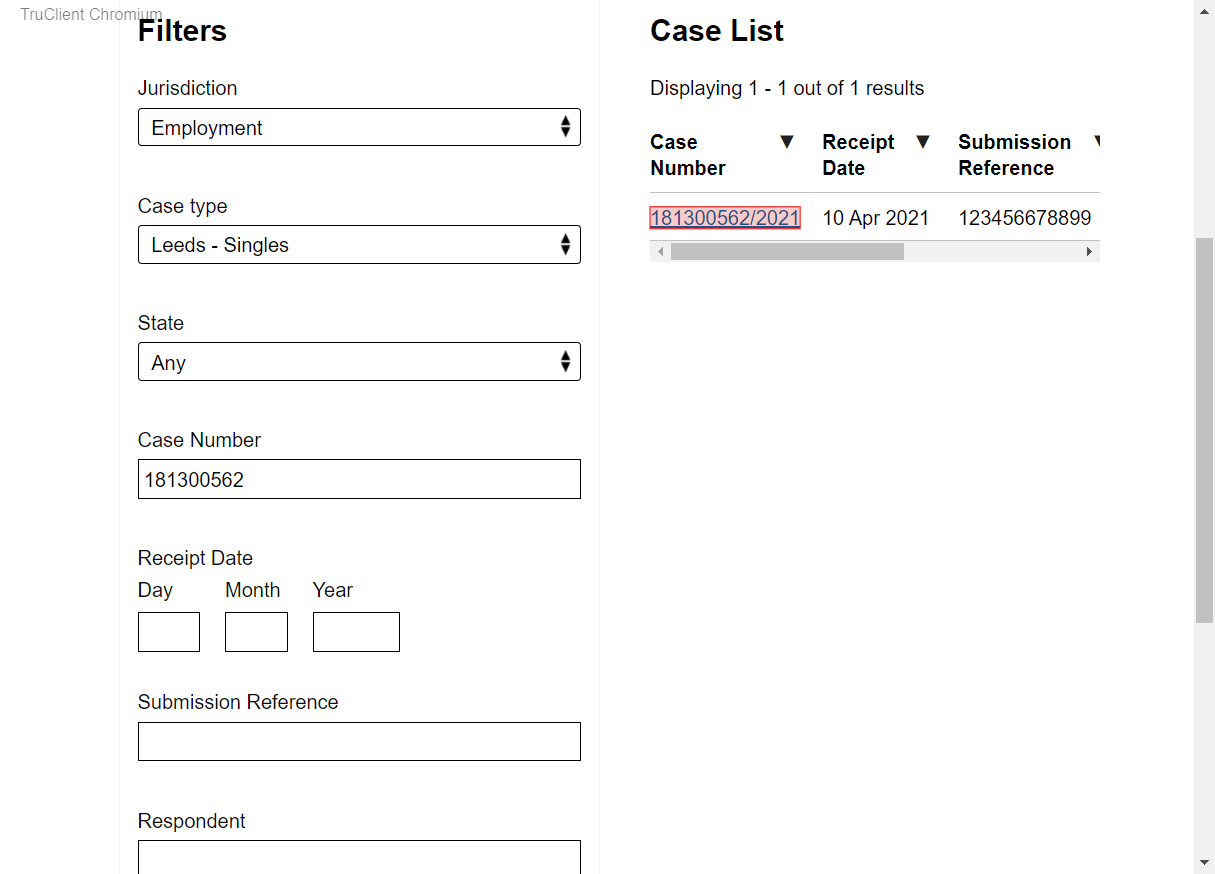 TruClient Chromium
Filters
Jurisdiction
Employment
Case type
Leeds - Singles
State
Any
Case Number
181300562
Receipt Date
Day Month Year
Submission Reference
Respondent
Case List
Displaying 1 - 1 out of 1 results
Case Number ▼ Receipt Date ▼ Submission Reference ▼
181300562/2021 10 Apr 2021 123456678899